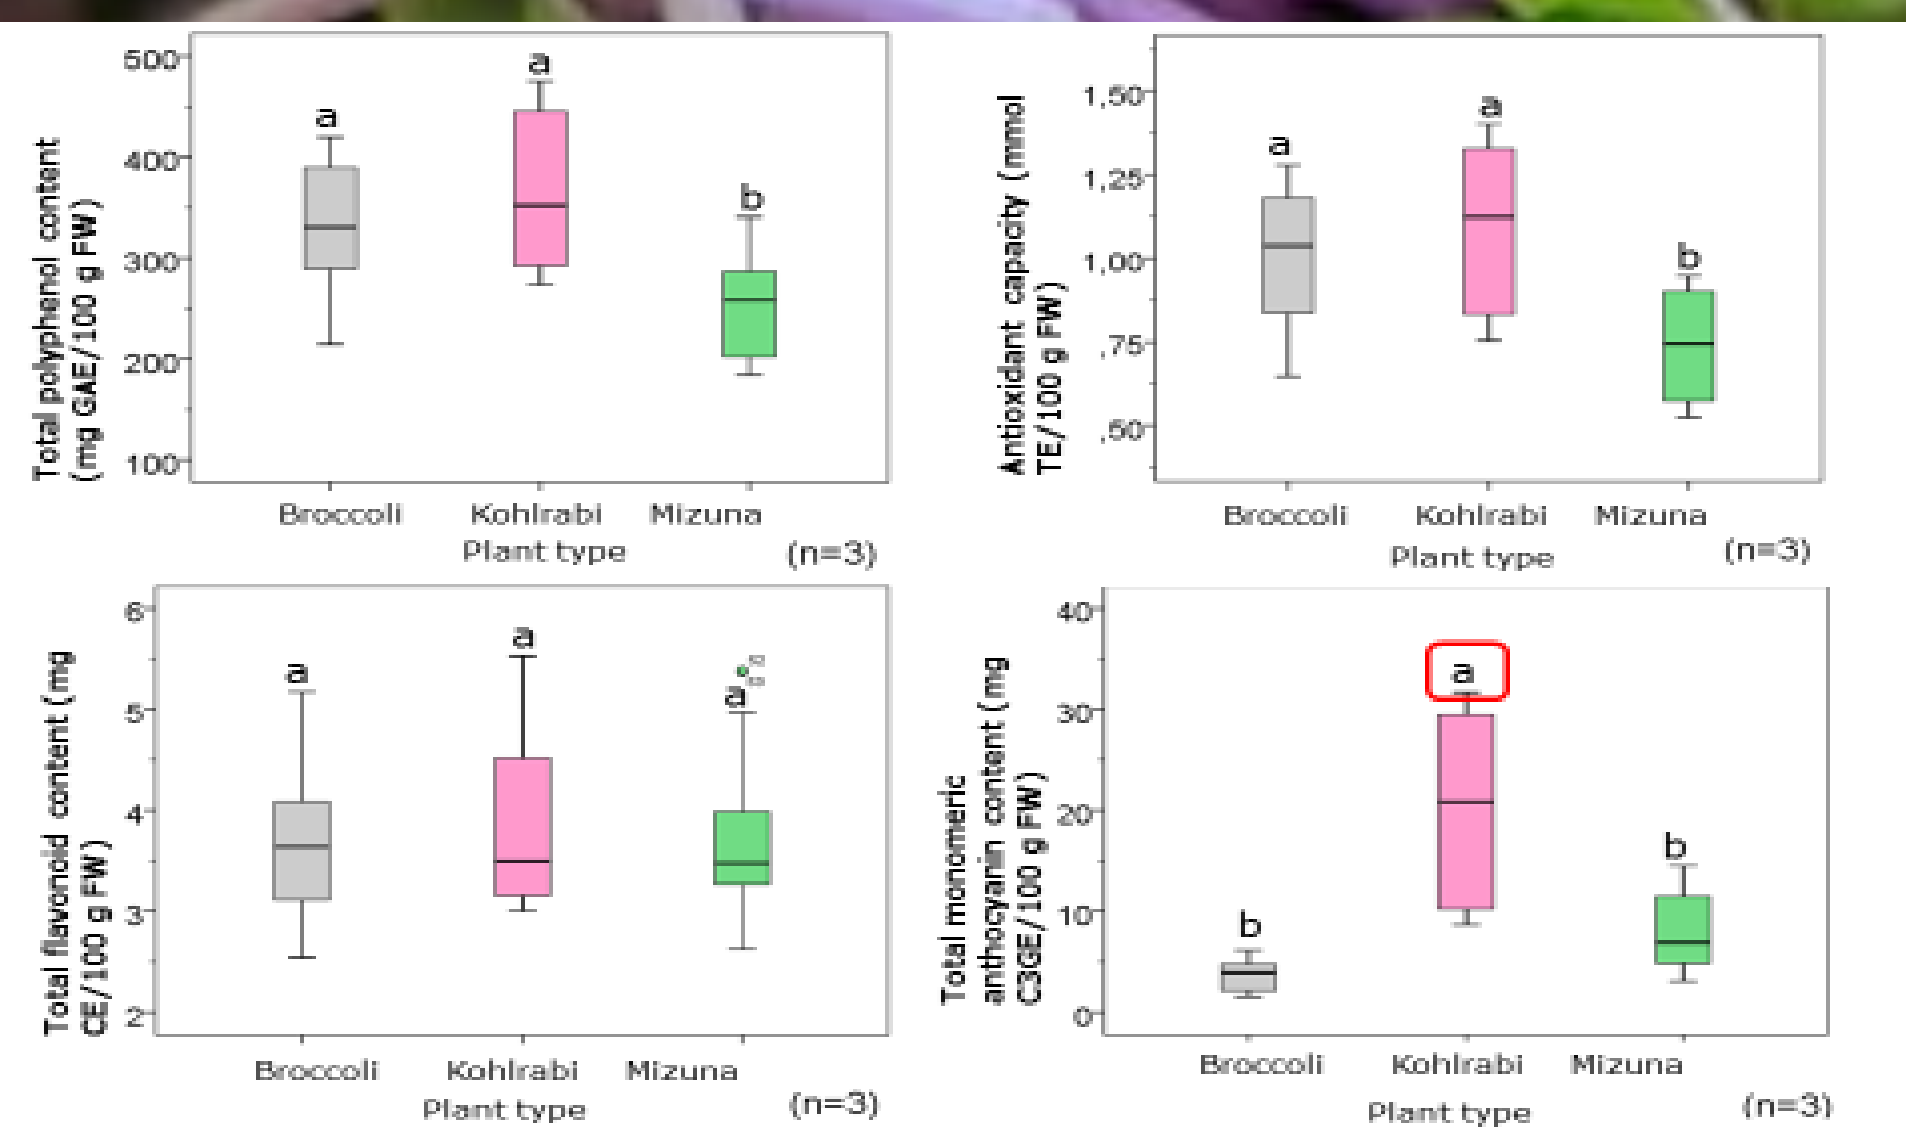 Total polyphenol content
(mg GAE/100 g FW)
500
400
300
200
100
a
a
b
Broccoli Kohlrabi Mizuna
Plant type
(n=3)
Antioxidant capacity (mmol
TE/100 g FW)
1,50
1,25
1,00
,75
,50
a
a
b
Broccoli Kohlrabi Mizuna
Plant type
(n=3)
Total flavonoid content (mg
CE/100 g FW)
6
5
4
3
2
a
a
a
Broccoli Kohlrabi Mizuna
Plant type
(n=3)
Total monomeric
anthocyanin content (mg
C3GE/100 g FW)
40
30
20
10
0
b
a
b
Broccoli Kohlrabi Mizuna
Plant type
(n=3)